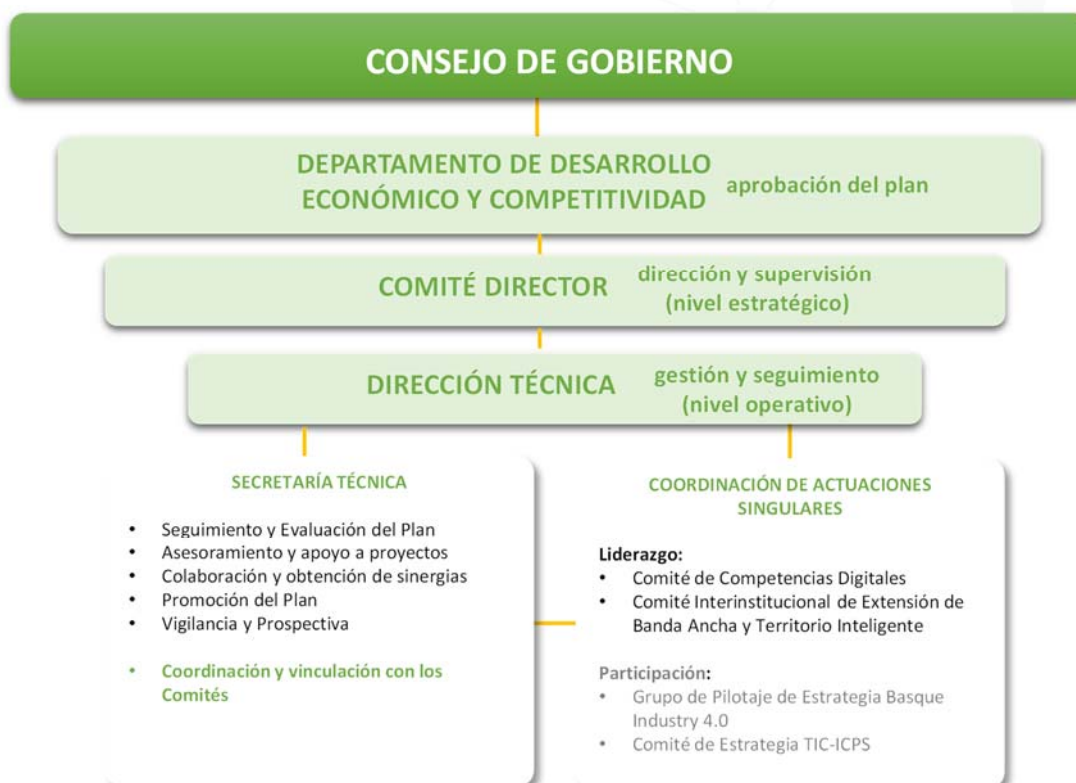 CONSEJO DE GOBIERNO
DEPARTAMENTO DE DESARROLLO
ECONÓMICO Y COMPETITIVIDAD
aprobación del plan
COMITÉ DIRECTOR
dirección y supervisión
(nivel estratégico)
DIRECCIÓN TÉCNICA
gestión y seguimiento
(nivel operativo)
SECRETARÍA TÉCNICA
• Seguimiento y Evaluación del Plan
• Asesoramiento y apoyo a proyectos
• Colaboración y obtención de sinergias
• Promoción del Plan
• Vigilancia y Prospectiva
• Coordinación y vinculación con los
Comités
COORDINACIÓN DE ACTUACIONES
SINGULARES
Liderazgo:
• Comité de Competencias Digitales
• Comité Interinstitucional de Extensión de
Banda Ancha y Territorio Inteligente
Participación:
• Grupo de Pilotaje de Estrategia Basque
Industry 4.0
• Comité de Estrategia TIC-ICPS